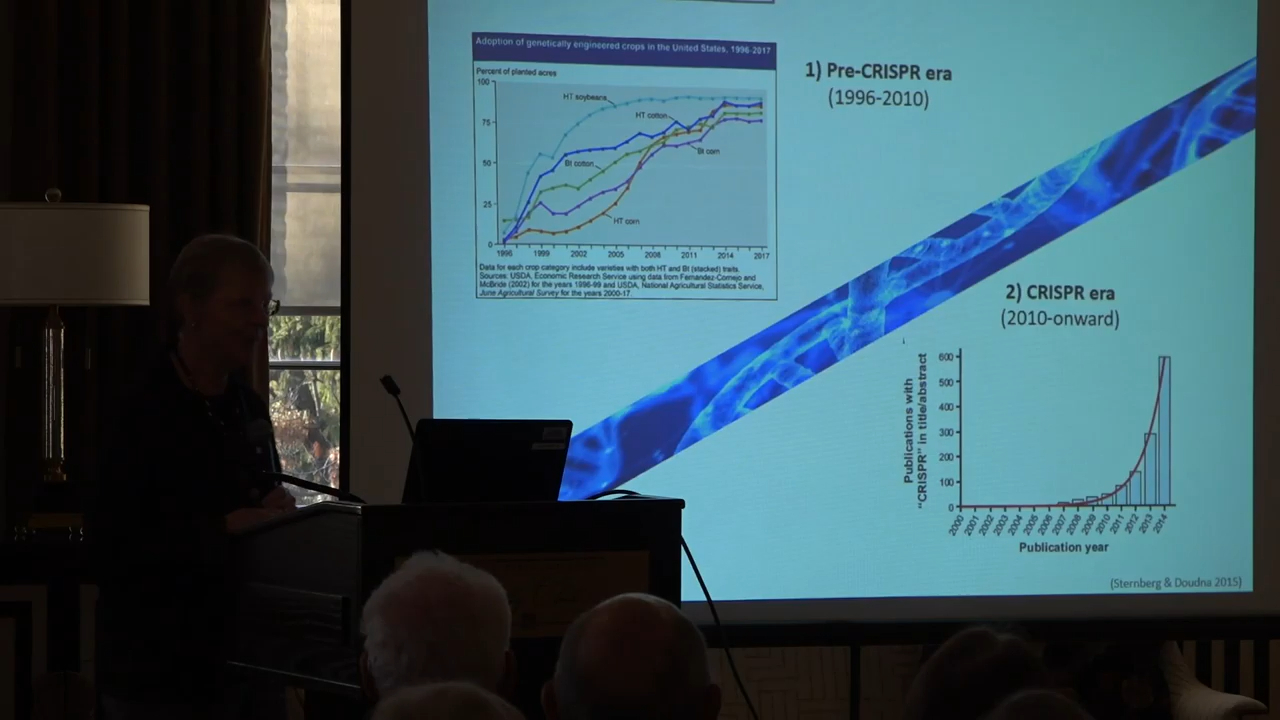 Adoption of genetically engineered crops in the United States, 1996-2017
Percent of planted acres
100
75
50
25
0
HT soybeans
HT cotton
Bt cotton
Bt corn
HT corn
1996 1999 2002 2005 2008 2011 2014 2017
Data for each crop category include varieties with both HT and Bt (stacked) traits.
Sources: USDA, Economic Research Service using data from Fernandez-Cornejo and
McBride (2002) for the years 1996-99 and USDA, National Agricultural Statistics Service,
June Agricultural Survey for the years 2000-17.
1) Pre-CRISPR era
(1996-2010)
2) CRISPR era
(2010-onward)
Publications with
"CRISPR" in title/abstract
600
500
400
300
200
100
0
2000 2001 2002 2003 2004 2005 2006 2007 2008 2009 2010 2011 2012 2013 2014
Publication year
(Sternberg & Doudna 2015)